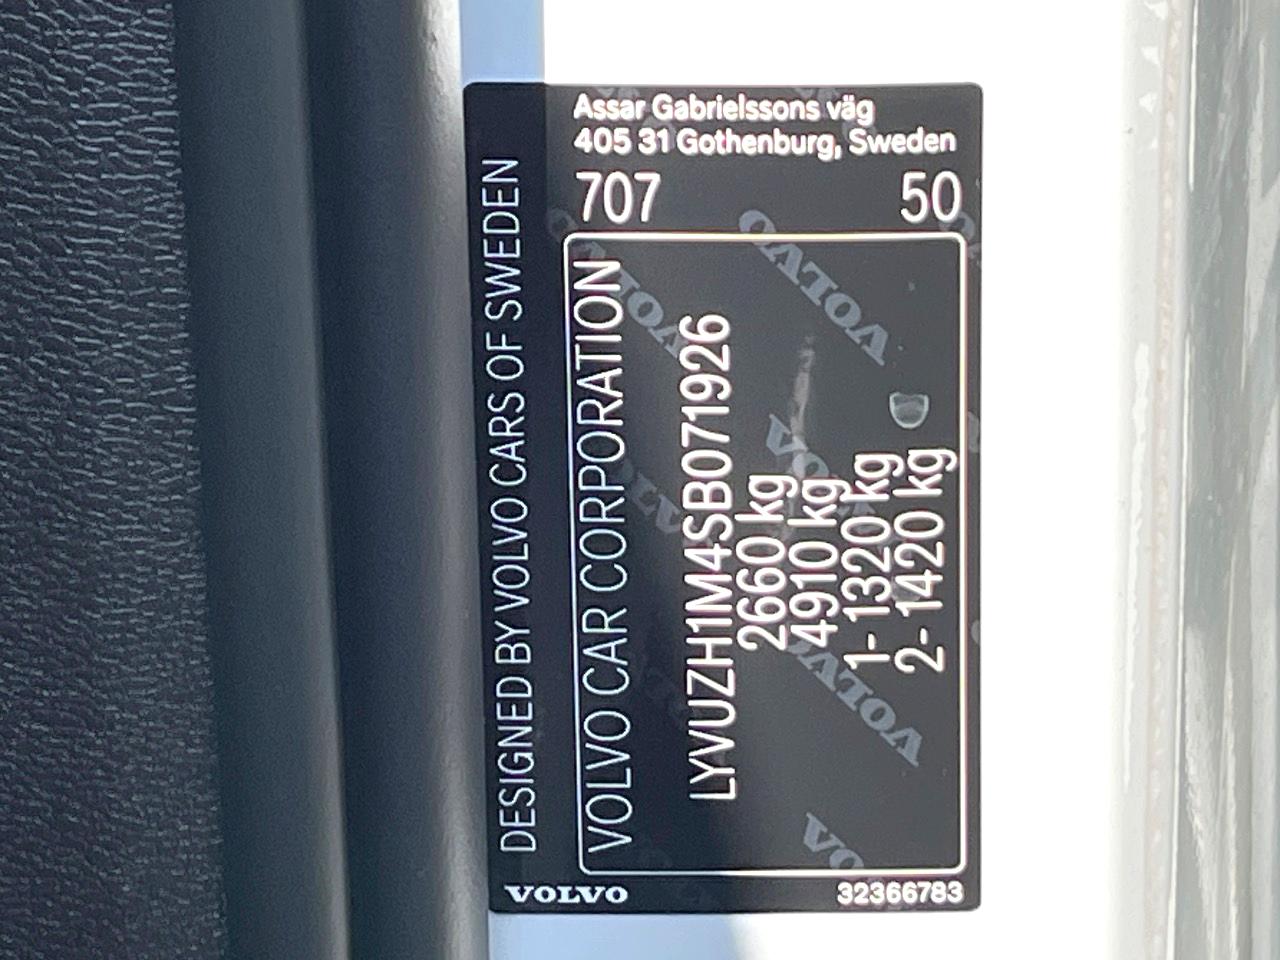 Assar Gabrielssons väg
405 31 Gothenburg, Sweden
707 50
DESIGNED BY VOLVO CARS OF SWEDEN
VOLVO CAR CORPORATION
LYVUZH1M4SB071926
2660 kg
4910 kg
1- 1320 kg
2- 1420 kg
VOLVO
32366783